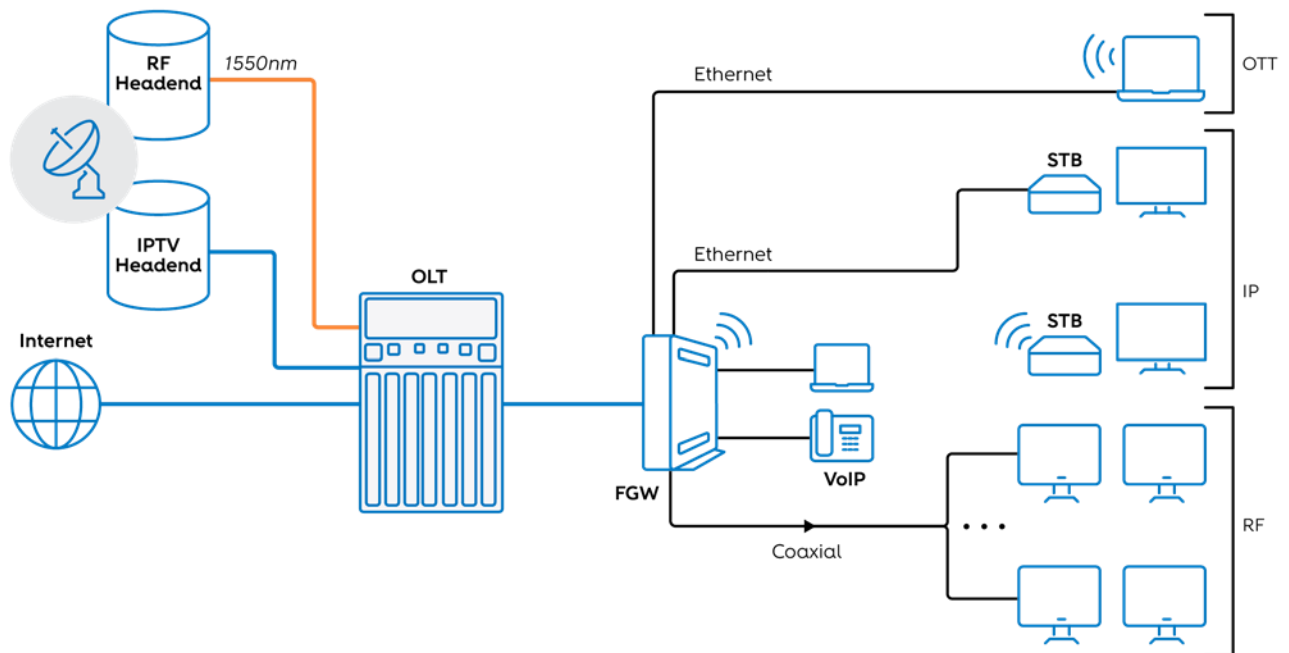 RF
Headend
1550nm
IPTV
Headend
Internet
OLT
Ethernet
OTT
STB
Ethernet
IP
STB
VoIP
FGW
Coaxial
RF